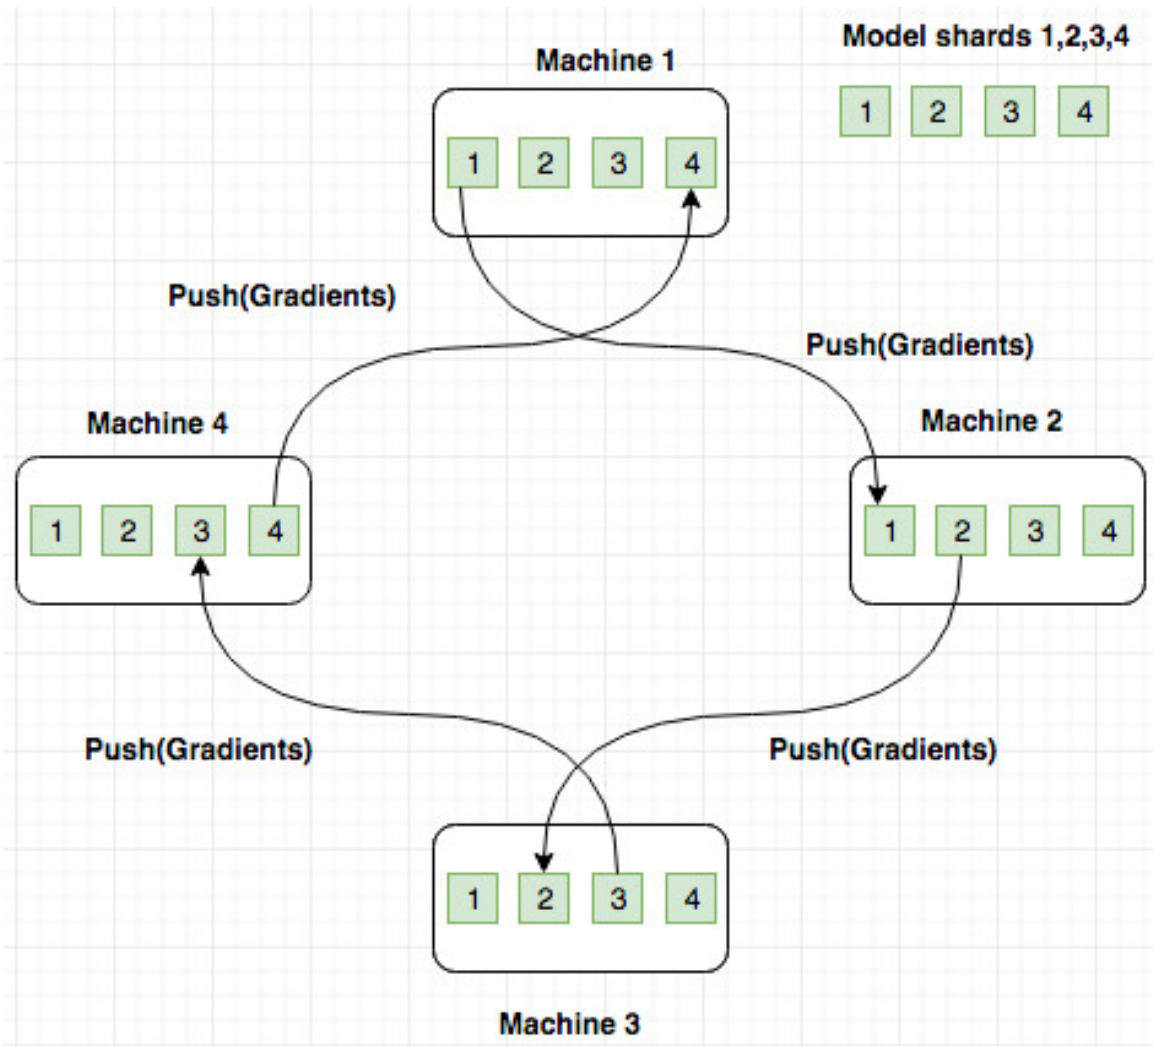 Model shards 1,2,3,4
Machine 1
1 2 3 4
1 2 3 4
Push(Gradients)
Push(Gradients)
Machine 4
Machine 2
1 2 3 4
1 2 3 4
Push(Gradients)
Push(Gradients)
1 2 3 4
Machine 3